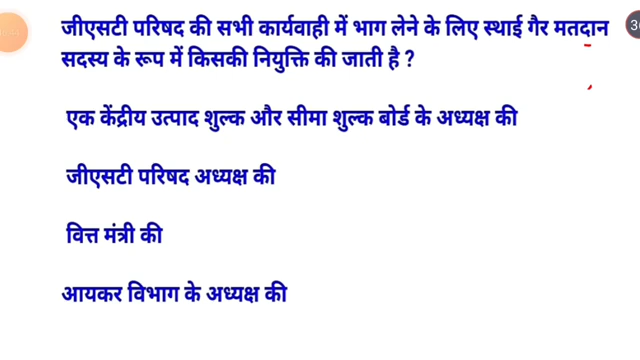 जीएसटी परिषद की सभी कार्यवाही में भाग लेने के लिए स्थाई गैर मतदान
सदस्य के रूप में किसकी नियुक्ति की जाती है ?
एक केंद्रीय उत्पाद शुल्क और सीमा शुल्क बोर्ड के अध्यक्ष की
जीएसटी परिषद अध्यक्ष की
वित्त मंत्री की
आयकर विभाग के अध्यक्ष की